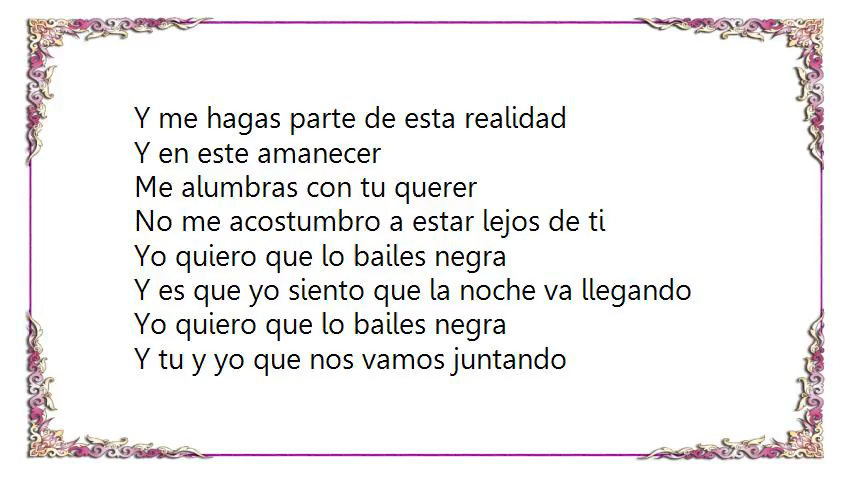 Y me hagas parte de esta realidad
Y en este amanecer
Me alumbras con tu querer
No me acostumbro a estar lejos de ti
Yo quiero que lo bailes negra
Y es que yo siento que la noche va llegando
Yo quiero que lo bailes negra
Y tu y yo que nos vamos juntando